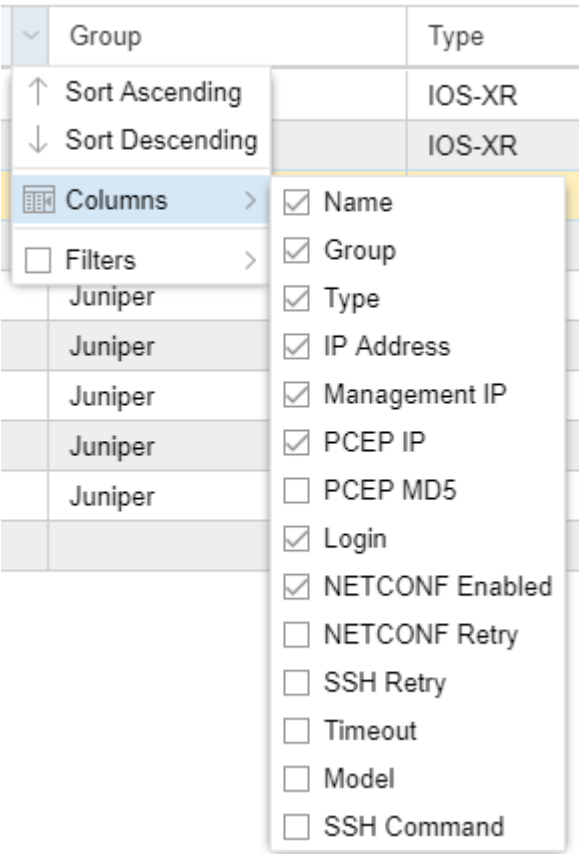 Group Type
Sort Ascending IOS-XR
Sort Descending IOS-XR
Columns
Name
Group
Filters
Juniper
Type
Juniper
IP Address
Juniper
Management IP
Juniper
PCEP IP
Juniper
PCEP MD5
Login
NETCONF Enabled
NETCONF Retry
SSH Retry
Timeout
Model
SSH Command